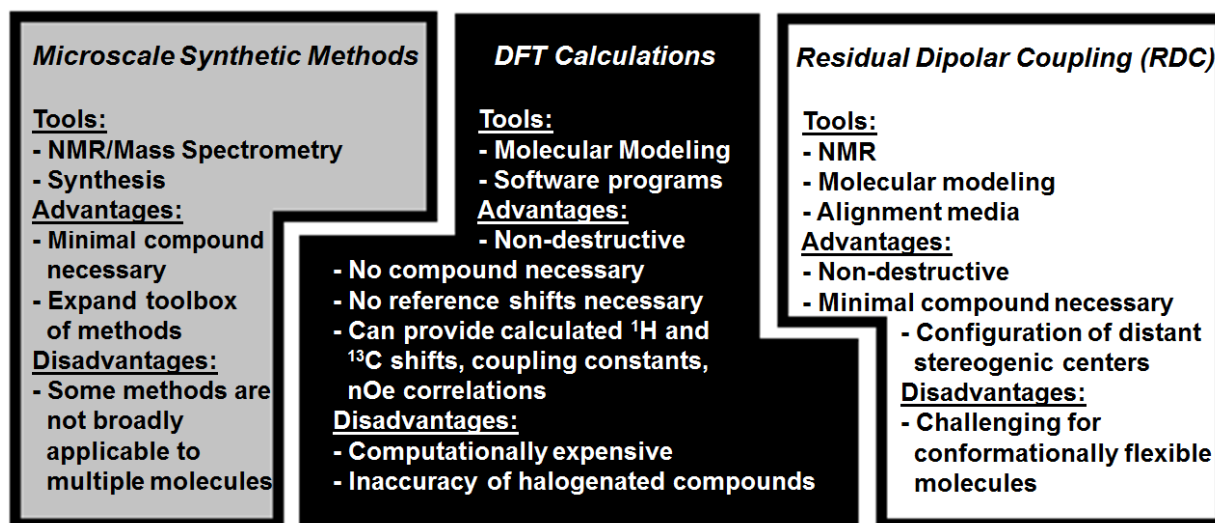 Microscale Synthetic Methods
Tools:
- NMR/Mass Spectrometry
- Synthesis
Advantages:
- Minimal compound
necessary
- Expand toolbox
of methods
Disadvantages:
- Some methods are
not broadly
applicable to
multiple molecules
DFT Calculations
Tools:
- Molecular Modeling
- Software programs
Advantages:
- Non-destructive
- No compound necessary
- No reference shifts necessary
- Can provide calculated ¹H and
¹³C shifts, coupling constants,
nOe correlations
Disadvantages:
- Computationally expensive
- Inaccuracy of halogenated compounds
Residual Dipolar Coupling (RDC)
Tools:
- NMR
- Molecular modeling
- Alignment media
Advantages:
- Non-destructive
- Minimal compound necessary
- Configuration of distant
stereogenic centers
Disadvantages:
- Challenging for
conformationally flexible
molecules